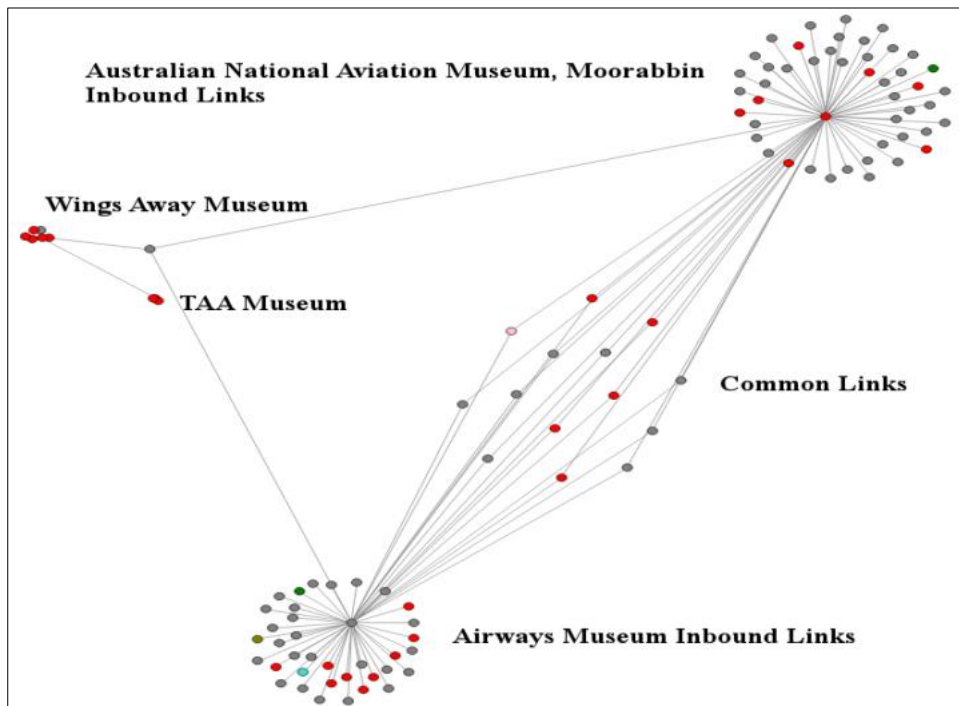 Australian National Aviation Museum, Moorabbin
Inbound Links
Wings Away Museum
TAA Museum
Common Links
Airways Museum Inbound Links